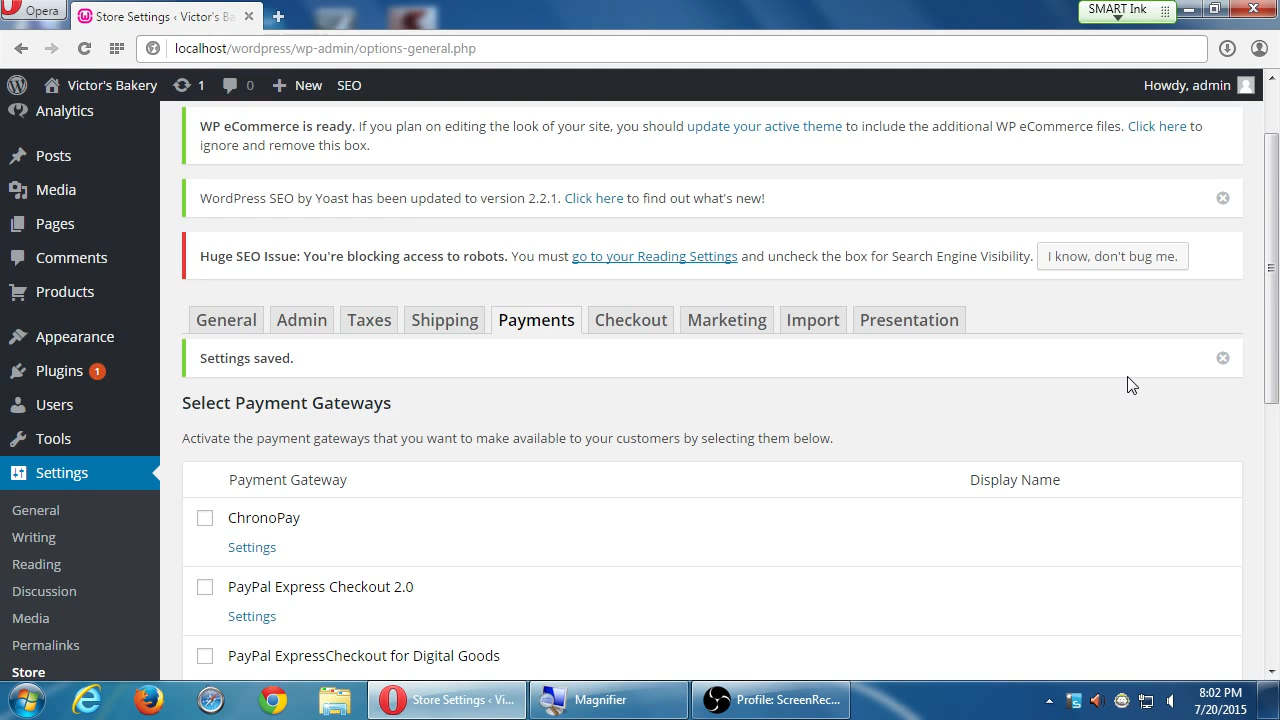 Opera
Store Settings ‹ Victor's Ba
SMART Ink
localhost/wordpress/wp-admin/options-general.php
Victor's Bakery
1
0
New
SEO
Howdy, admin
Analytics
Posts
Media
Pages
Comments
Products
Appearance
Plugins 1
Users
Tools
Settings
General
Writing
Reading
Discussion
Media
Permalinks
Store
WP eCommerce is ready. If you plan on editing the look of your site, you should update your active theme to include the additional WP eCommerce files. Click here to
ignore and remove this box.
WordPress SEO by Yoast has been updated to version 2.2.1. Click here to find out what's new!
Huge SEO Issue: You're blocking access to robots. You must go to your Reading Settings and uncheck the box for Search Engine Visibility. I know, don't bug me.
General Admin Taxes Shipping Payments Checkout Marketing Import Presentation
Settings saved.
Select Payment Gateways
Activate the payment gateways that you want to make available to your customers by selecting them below.
Payment Gateway Display Name
ChronoPay
Settings
PayPal Express Checkout 2.0
Settings
PayPal ExpressCheckout for Digital Goods
Store Settings ‹ Vi...
Magnifier
Profile: ScreenRec...
8:02 PM
7/20/2015